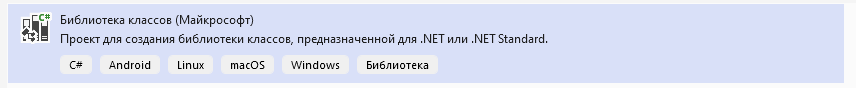 C#
Библиотека классов (Майкрософт)
Проект для создания библиотеки классов, предназначенной для .NET или .NET Standard.
C# Android Linux macOS Windows Библиотека